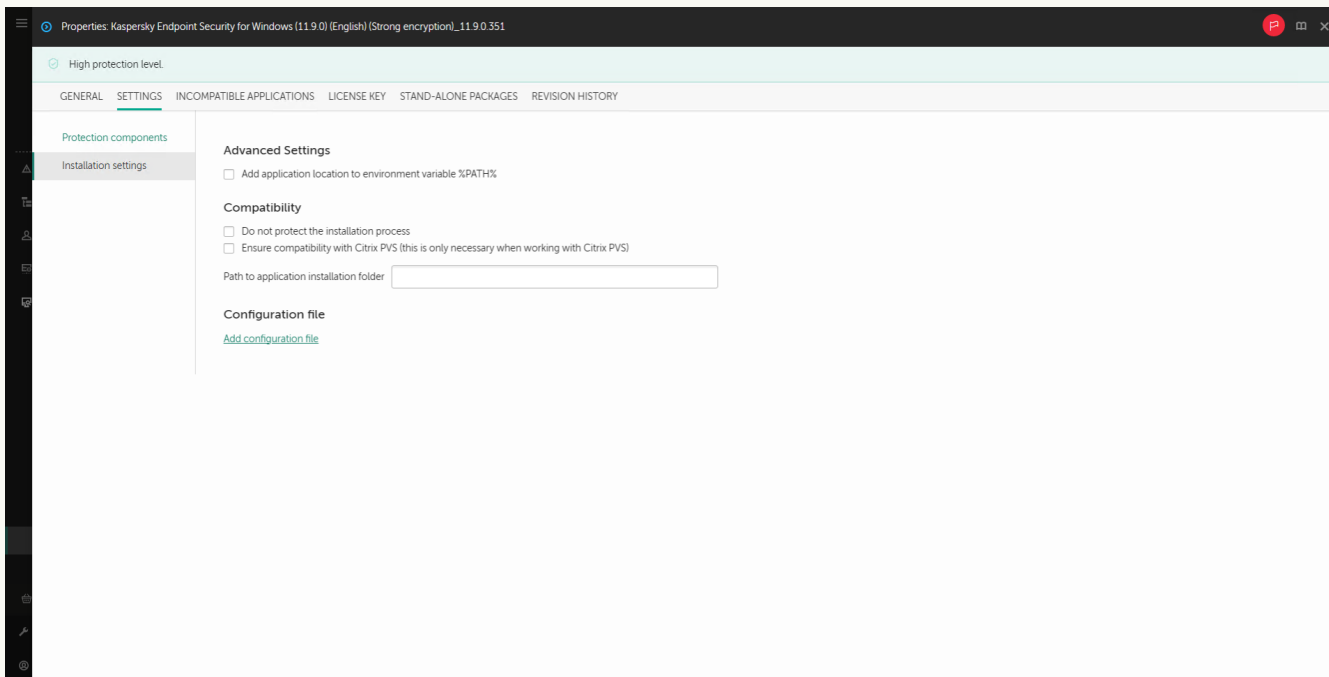 Properties: Kaspersky Endpoint Security for Windows (11.9.0) (English) (Strong encryption)_11.9.0.351
High protection level.
GENERAL SETTINGS INCOMPATIBLE APPLICATIONS LICENSE KEY STAND-ALONE PACKAGES REVISION HISTORY
Protection components
Installation settings
Advanced Settings
Add application location to environment variable %PATH%
Compatibility
Do not protect the installation process
Ensure compatibility with Citrix PVS (this is only necessary when working with Citrix PVS)
Path to application installation folder
Configuration file
Add configuration file